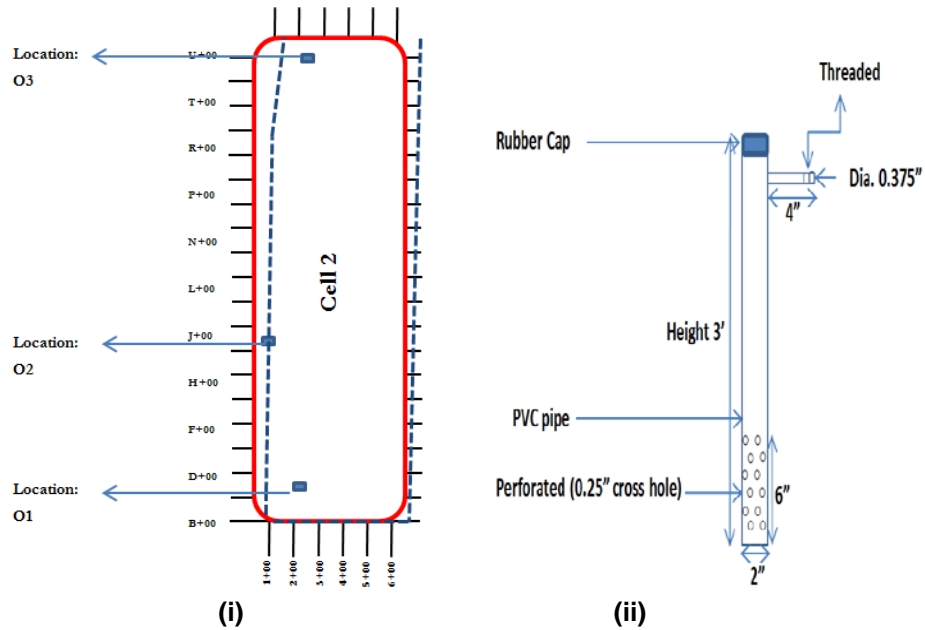 Location:
O3
U+00
T+00
R+00
P+00
N+00
L+00
Cell 2
Location:
O2
J+00
H+00
F+00
Location:
O1
D+00
B+00
1+00
2+00
3+00
4+00
5+00
6+00
(i)
Threaded
Rubber Cap
Dia. 0.375”
4”
Height 3’
PVC pipe
Perforated (0.25” cross hole)
6”
2”
(ii)